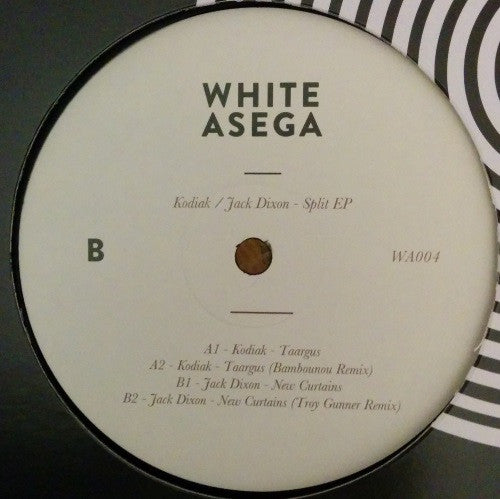 WHITE
ASEGA
Kodiak / Jack Dixon - Split EP
B
WA004
A1 - Kodiak - Taargus
A2 - Kodiak - Taargus (Bambounou Remix)
B1 - Jack Dixon - New Curtains
B2 - Jack Dixon - New Curtains (Troy Gunner Remix)